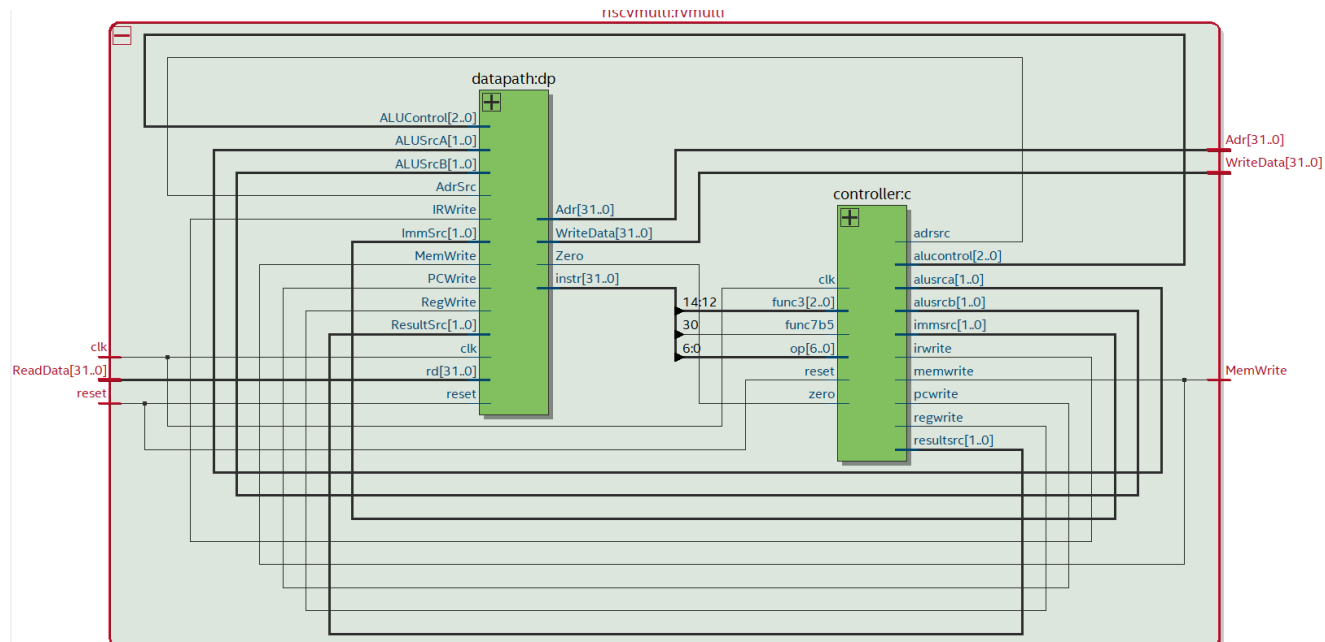 riscvmulti:rvmulti
datapath:dp
ALUControl[2..0]
ALUSrcA[1..0]
ALUSrcB[1..0]
AdrSrc
IRWrite
ImmSrc[1..0]
MemWrite
PCWrite
RegWrite
ResultSrc[1..0]
clk
rd[31..0]
reset
Adr[31..0]
WriteData[31..0]
Zero
instr[31..0]
14:12
30
6:0
controller:c
clk
func3[2..0]
func7b5
op[6..0]
reset
zero
adrsrc
alucontrol[2..0]
alusrca[1..0]
alusrcb[1..0]
immsrc[1..0]
irwrite
memwrite
pcwrite
regwrite
resultsrc[1..0]
clk
ReadData[31..0]
reset
Adr[31..0]
WriteData[31..0]
MemWrite